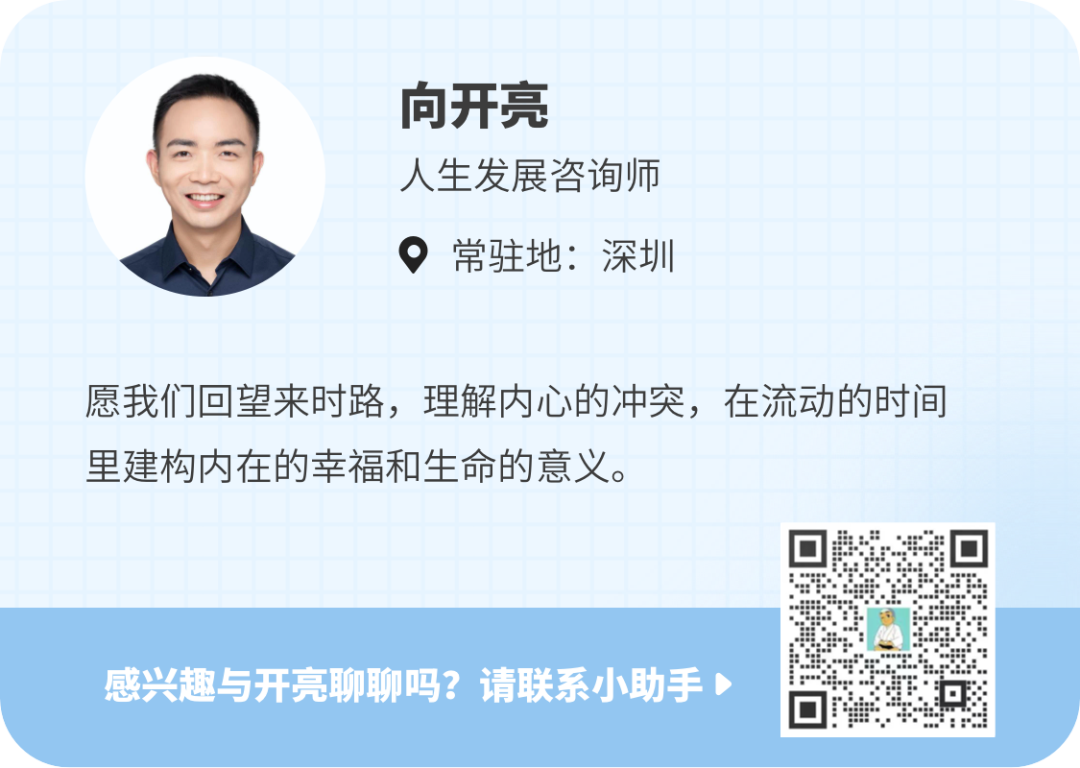 向开亮
人生发展咨询师
常驻地：深圳
愿我们回望来时路，理解内心的冲突，在流动的时间
里建构内在的幸福和生命的意义。
感兴趣与开亮聊聊吗？请联系小助手